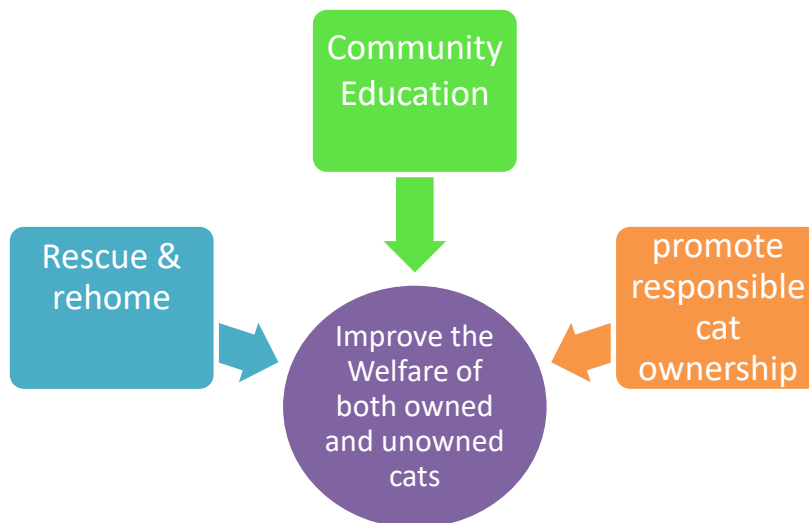 Community
Education
Rescue &
rehome
promote
responsible
cat
ownership
Improve the
Welfare of
both owned
and unowned
cats